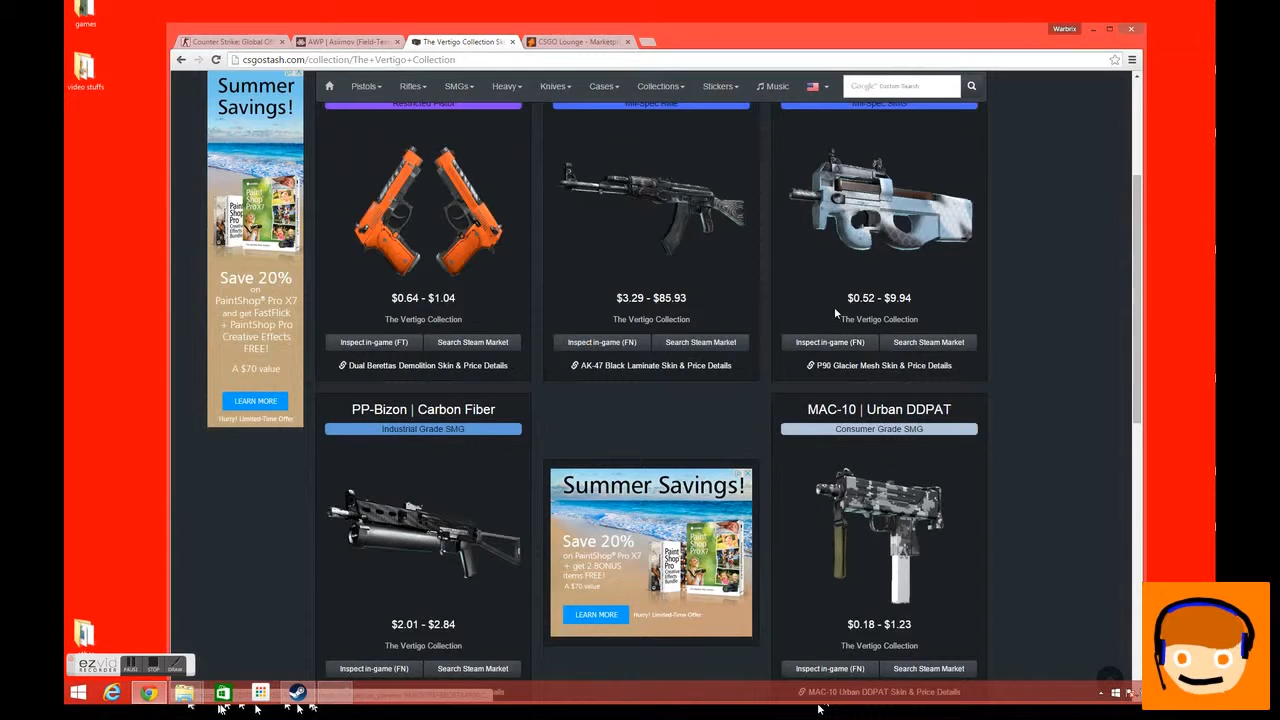 games
video stuffs
Warbrix
Counter Strike: Global Of
AWP | Asiimov (Field-Tes
The Vertigo Collection Sk
CSGO Lounge - Marketpl
csgostash.com/collection/The+Vertigo+Collection
Pistols
Rifles
SMGs
Heavy
Knives
Cases
Collections
Stickers
Music
Google Custom Search
Summer
Savings!
Save 20%
on
PaintShop® Pro X7
and get FastFlick
+ PaintShop Pro
Creative Effects
FREE!
A $70 value
LEARN MORE
Hurry! Limited-Time Offer.
Restricted Pistol
Mil-Spec Rifle
Mil-Spec SMG
$0.64 - $1.04
$3.29 - $85.93
$0.52 - $9.94
The Vertigo Collection
The Vertigo Collection
The Vertigo Collection
Inspect in-game (FT)
Search Steam Market
Inspect in-game (FN)
Search Steam Market
Inspect in-game (FN)
Search Steam Market
Dual Berettas Demolition Skin & Price Details
AK-47 Black Laminate Skin & Price Details
P90 Glacier Mesh Skin & Price Details
PP-Bizon | Carbon Fiber
Industrial Grade SMG
MAC-10 | Urban DDPAT
Consumer Grade SMG
Summer Savings!
Save 20%
on PaintShop Pro X7
+ get 2 BONUS
items FREE!
A $70 value
LEARN MORE
Hurry! Limited-Time Offer.
$2.01 - $2.84
$0.18 - $1.23
The Vertigo Collection
The Vertigo Collection
Inspect in-game (FN)
Search Steam Market
Inspect in-game (FN)
Search Steam Market
MAC-10 Urban DDPAT Skin & Price Details
ezvid
RECORDER
PAUSE
STOP
DRAW